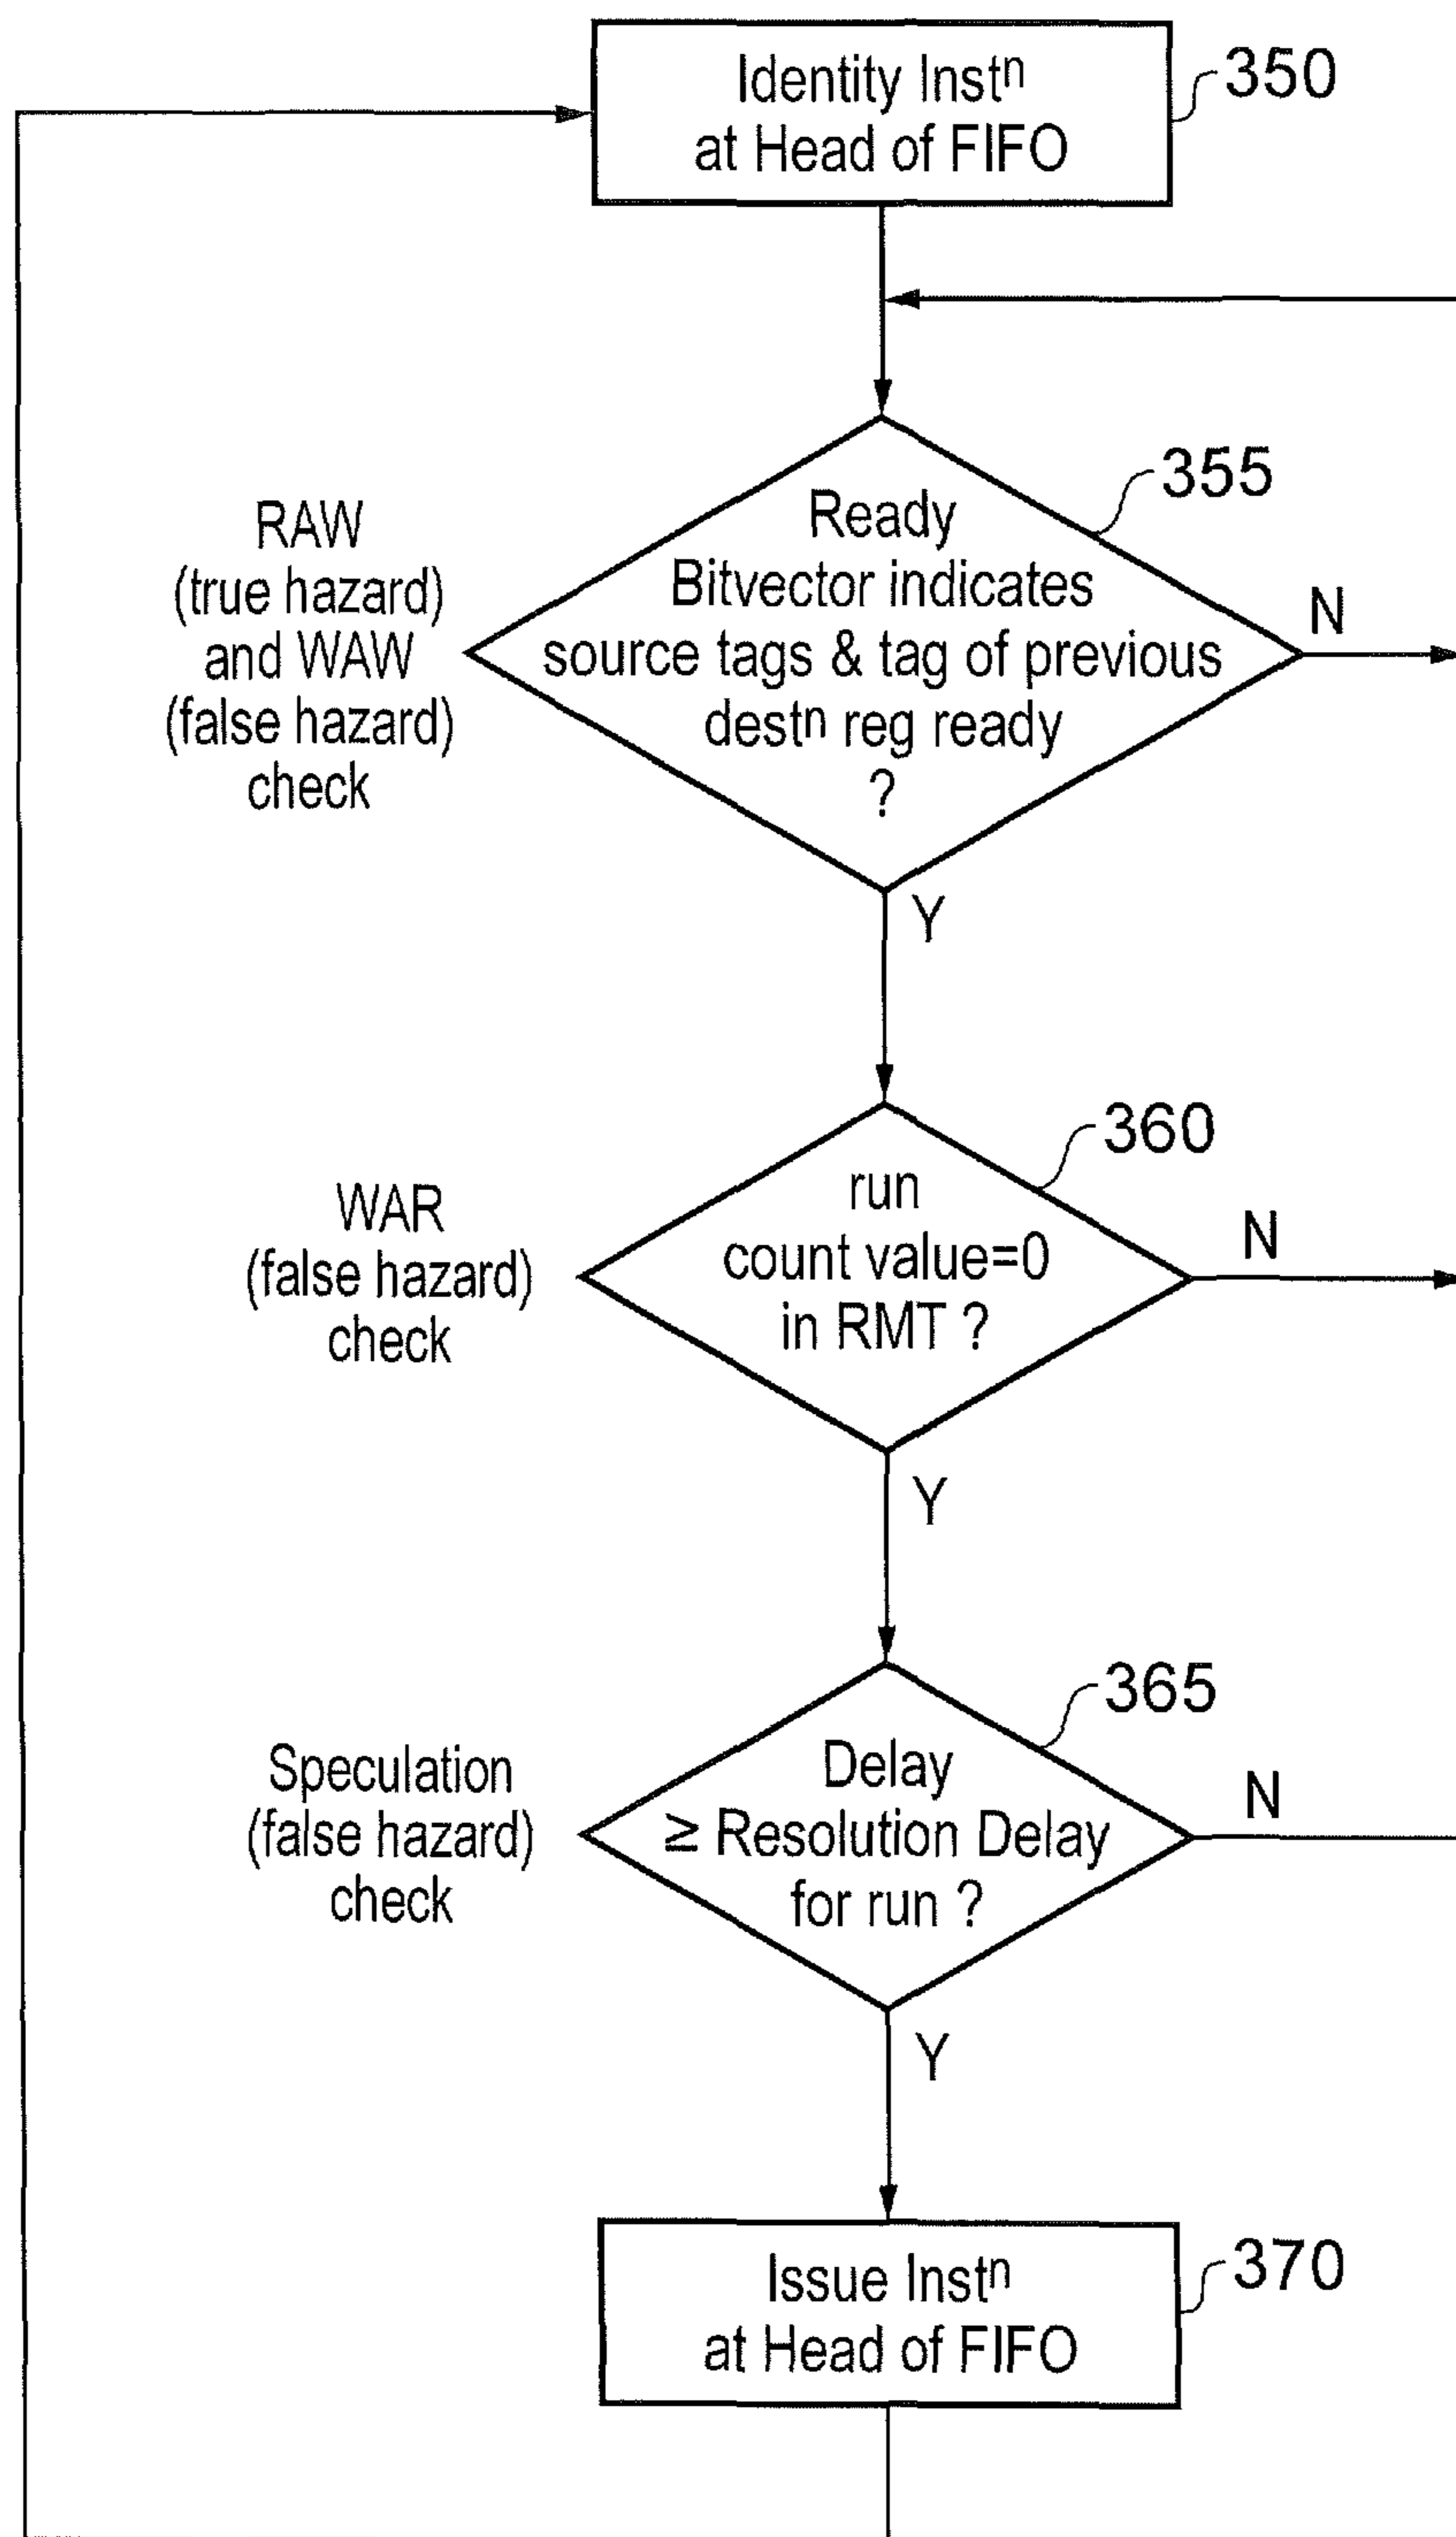 Identity Instⁿ
at Head of FIFO
350
RAW
(true hazard)
and WAW
(false hazard)
check
Ready
Bitvector indicates
source tags & tag of previous
destⁿ reg ready
?
355
N
Y
WAR
(false hazard)
check
run
count value=0
in RMT ?
360
N
Y
Speculation
(false hazard)
check
Delay
≥ Resolution Delay
for run ?
365
N
Y
Issue Instⁿ
at Head of FIFO
370